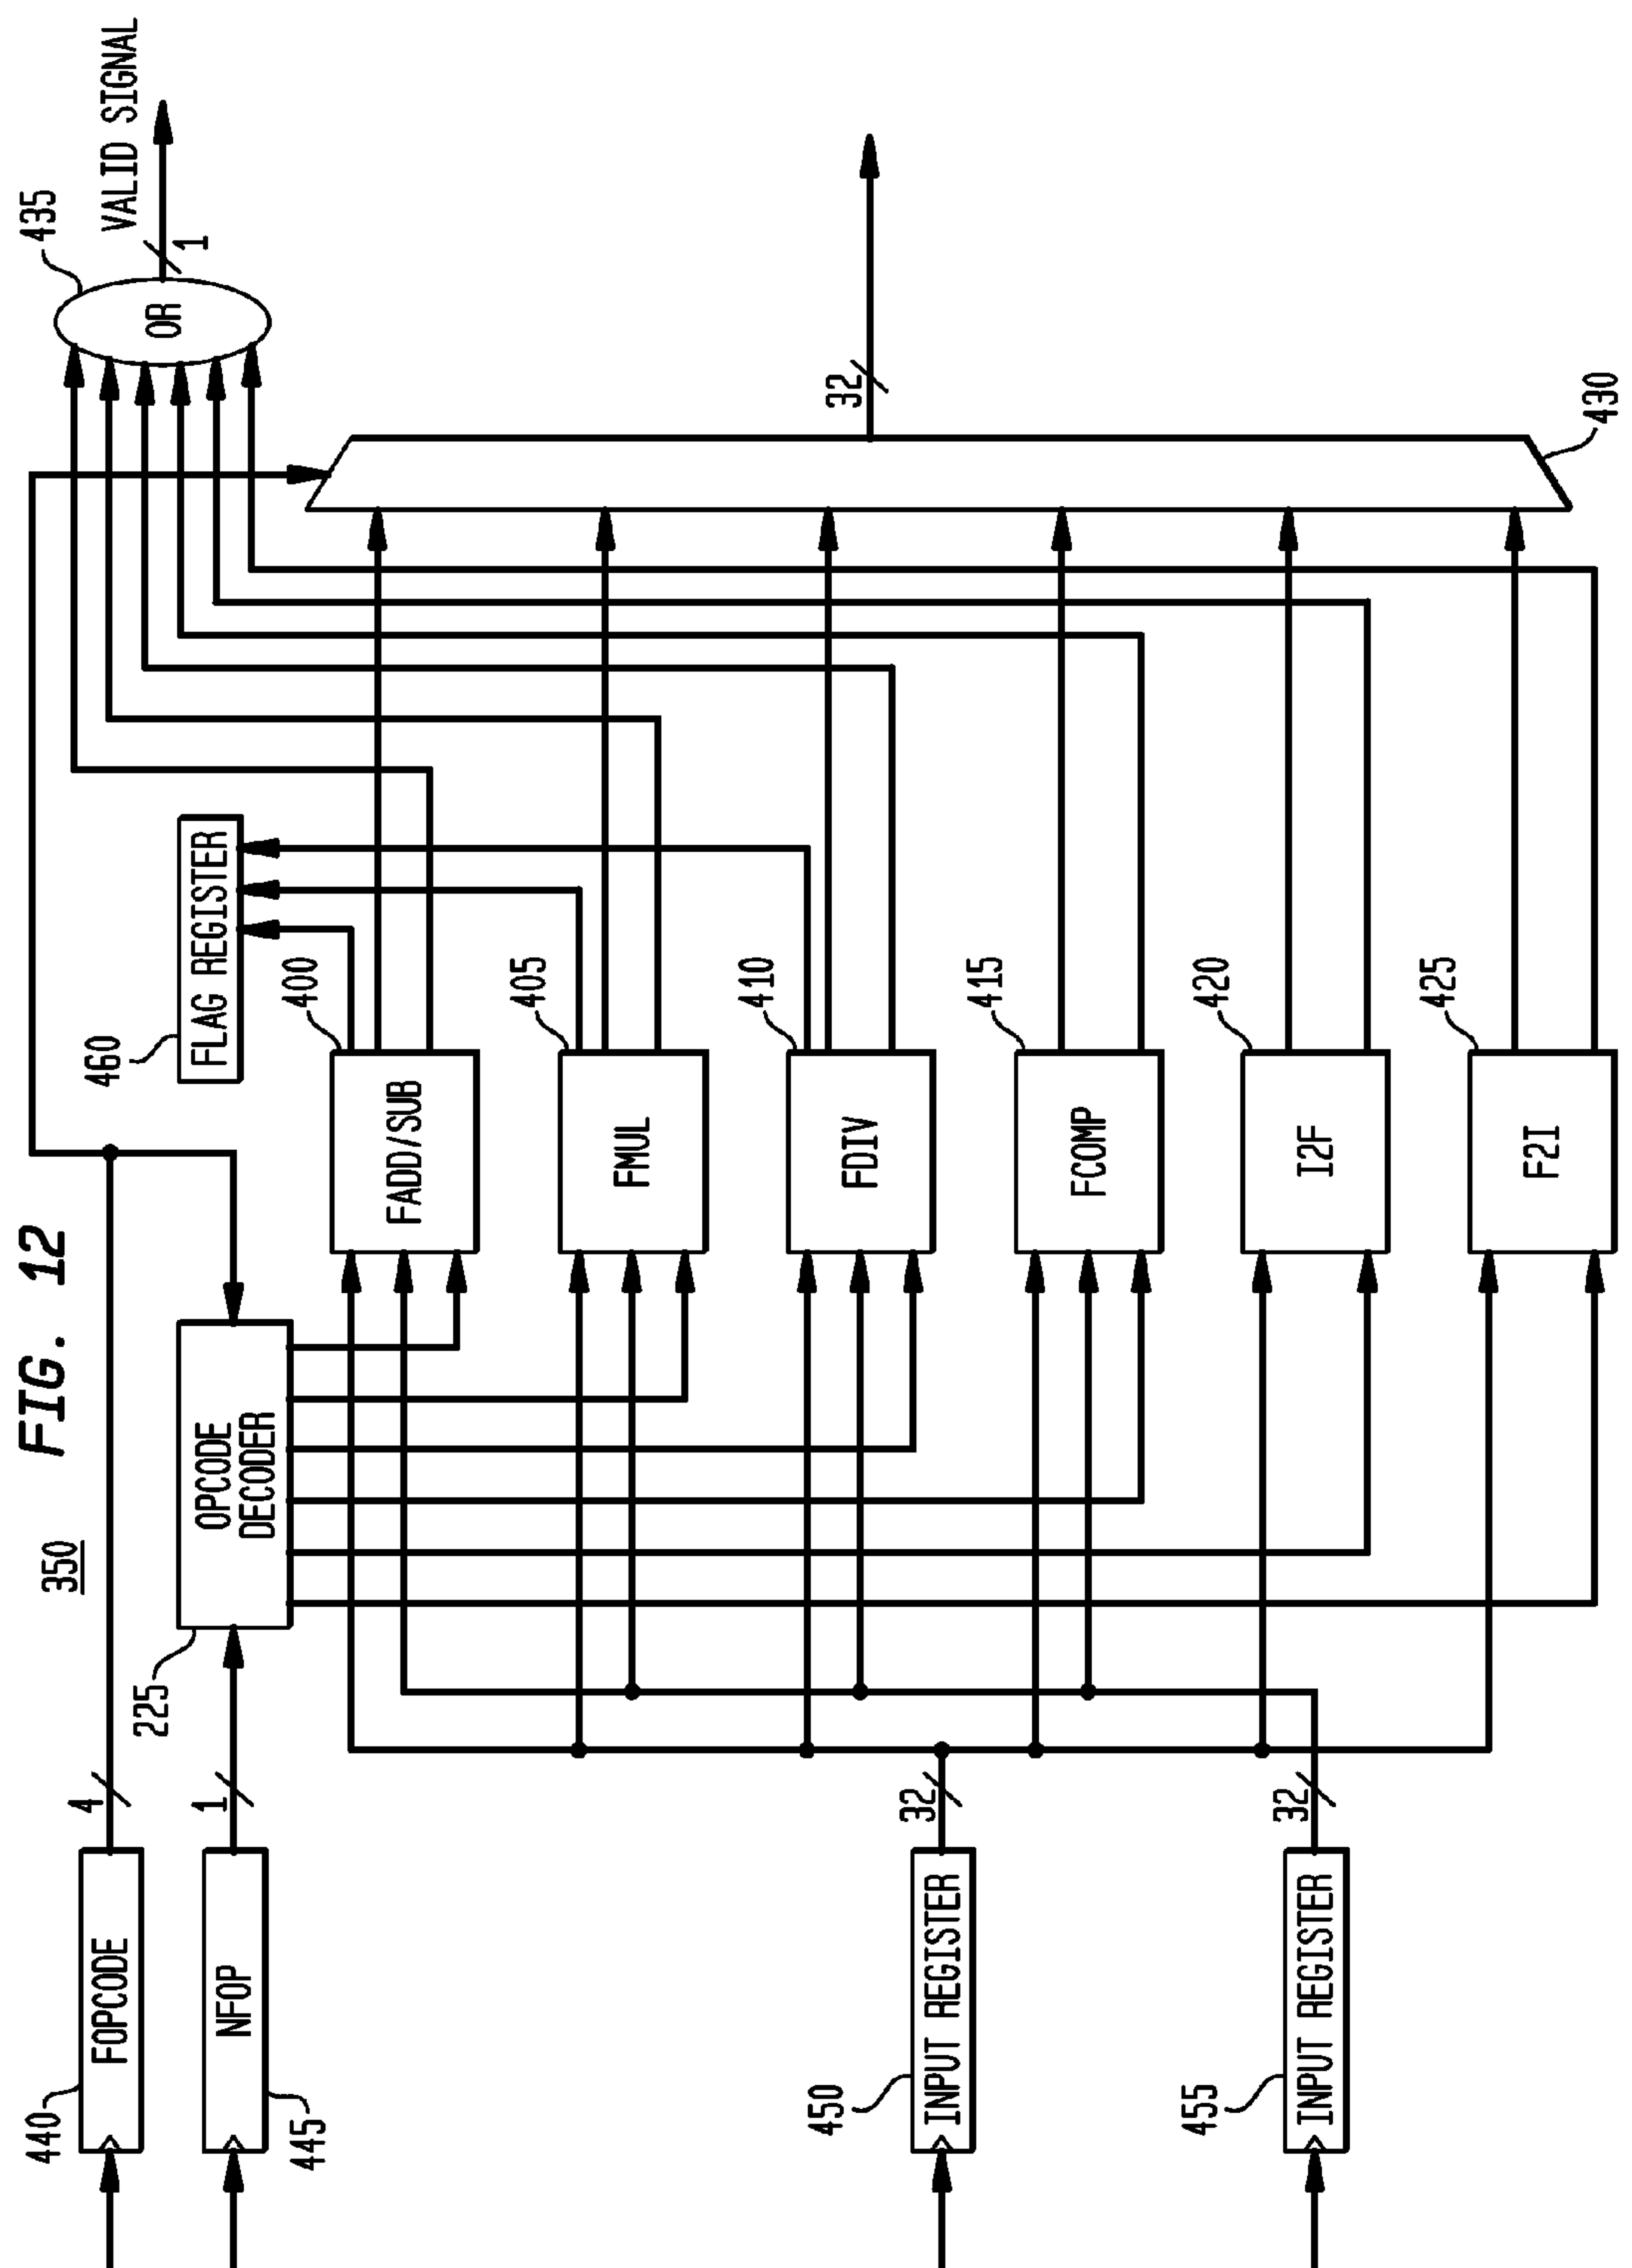 FIG. 12
350
440
FOPCODE
4
445
NFOP
1
225
OPCODE
DECODER
460
FLAG REGISTER
435
OR
VALID SIGNAL
1
400
FADD/SUB
405
FMUL
410
FDIV
415
FCOMP
420
I2F
425
F2I
430
32
450
INPUT REGISTER
32
455
INPUT REGISTER
32